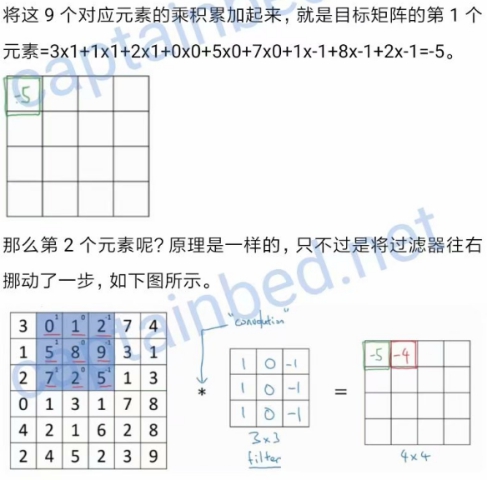 将这 9 个对应元素的乘积累加起来，就是目标矩阵的第 1 个
元素=3x1+1x1+2x1+0x0+5x0+7x0+1x-1+8x-1+2x-1=-5。
-5
那么第 2 个元素呢？原理是一样的，只不过是将过滤器往右
挪动了一步，如下图所示。
captainbed.net
"convolution"
3 0 1 1 0 2 -1 7 4
1 5 1 8 0 9 -1 3 1
2 7 1 2 0 5 -1 1 3
0 1 3 1 7 8
4 2 1 6 2 8
2 4 5 2 3 9
*
1 0 -1
1 0 -1
1 0 -1
3x3
filter
=
-5 -4
4x4